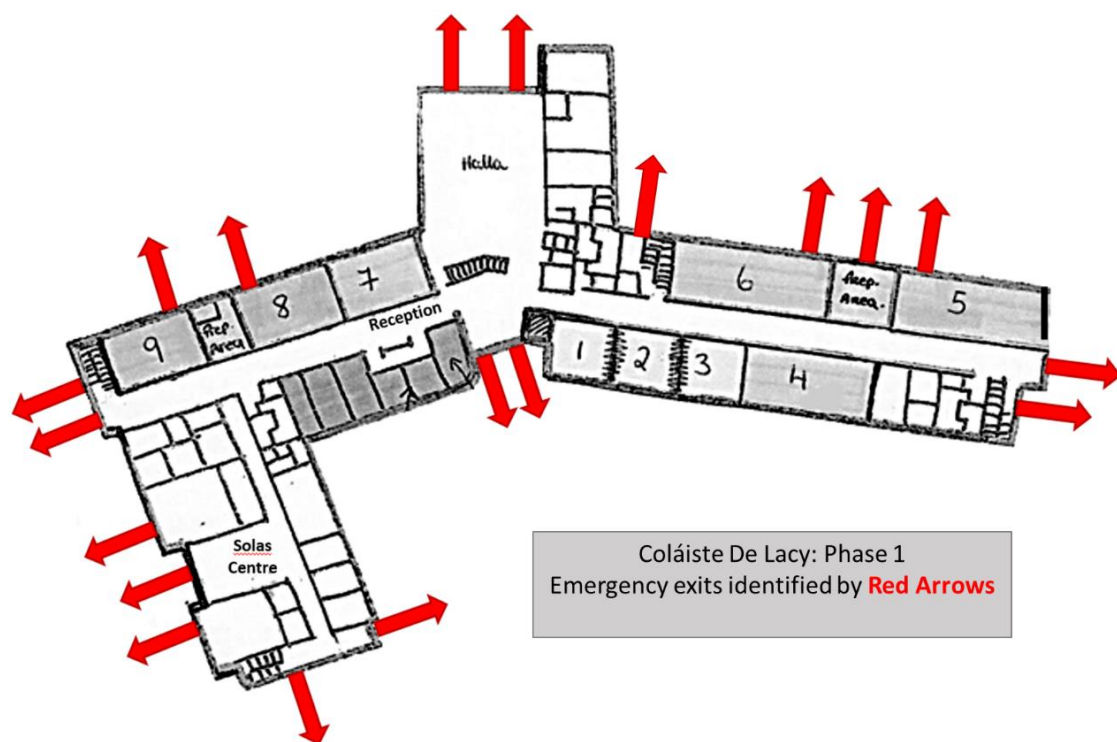 Halla
7
8
Prep.
Area
9
Reception
6
Prep.
Area.
5
1
2
3
4
Solas
Centre
Coláiste De Lacy: Phase 1
Emergency exits identified by Red Arrows